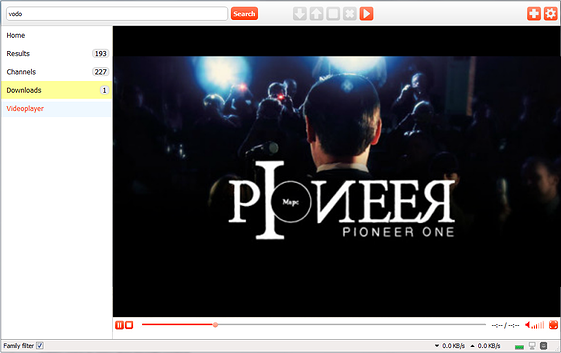 vodo Search
Home
Results 193
Channels 227
Downloads 1
Videoplayer
PIONEEЯ
Марс
PIONEER ONE
--:-- / --:--
Family filter
0.0 KB/s 0.0 KB/s